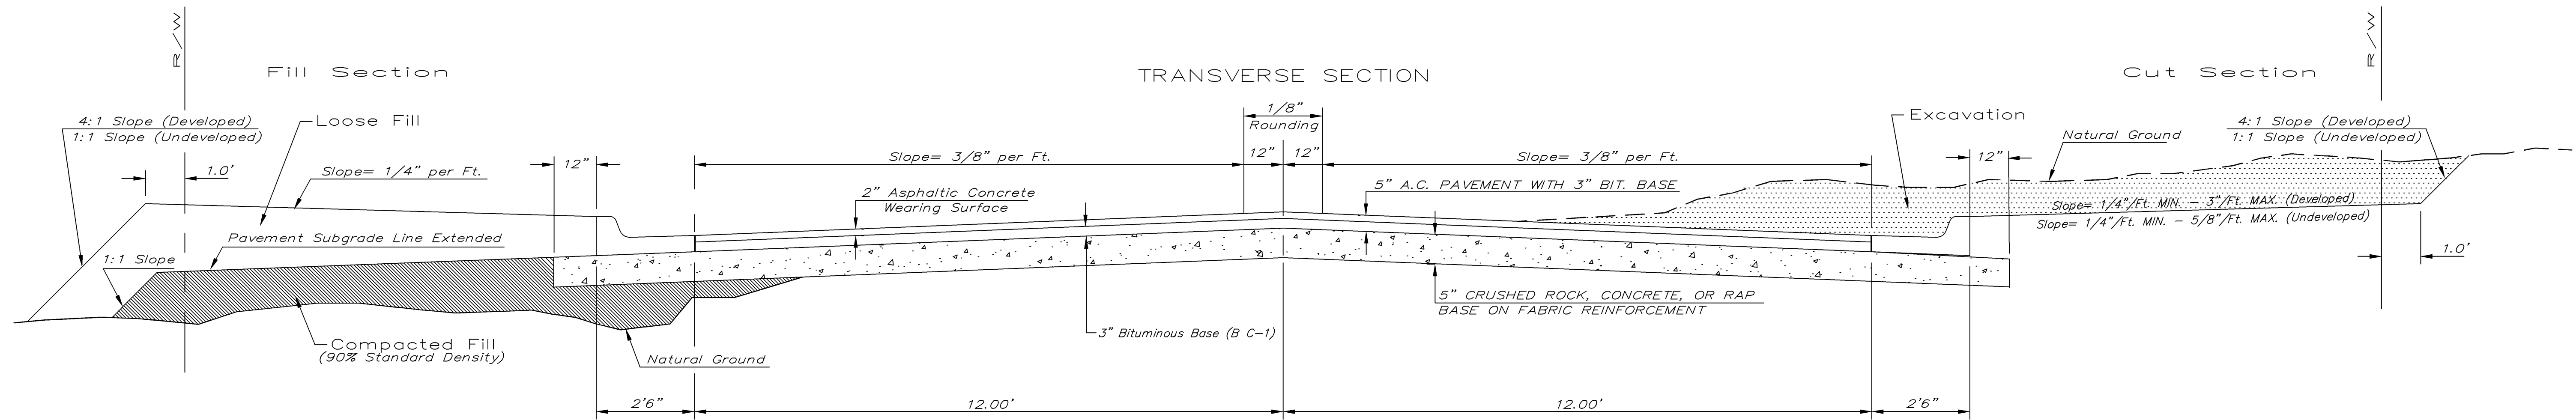 R/W
R/W
Fill Section
TRANSVERSE SECTION
Cut Section
4:1 Slope (Developed)
1:1 Slope (Undeveloped)
Loose Fill
1/8"
Rounding
Excavation
Natural Ground
4:1 Slope (Developed)
1:1 Slope (Undeveloped)
1.0'
Slope= 1/4" per Ft.
12"
Slope= 3/8" per Ft.
12"
12"
Slope= 3/8" per Ft.
12"
2" Asphaltic Concrete
Wearing Surface
5" A.C. PAVEMENT WITH 3" BIT. BASE
Slope= 1/4"/Ft. MIN. - 3"/Ft. MAX. (Developed)
Slope= 1/4"/Ft. MIN. - 5/8"/Ft. MAX. (Undeveloped)
Pavement Subgrade Line Extended
1:1 Slope
1.0'
5" CRUSHED ROCK, CONCRETE, OR RAP
BASE ON FABRIC REINFORCEMENT
3" Bituminous Base (B C-1)
Compacted Fill
(90% Standard Density)
Natural Ground
2'6"
12.00'
12.00'
2'6"